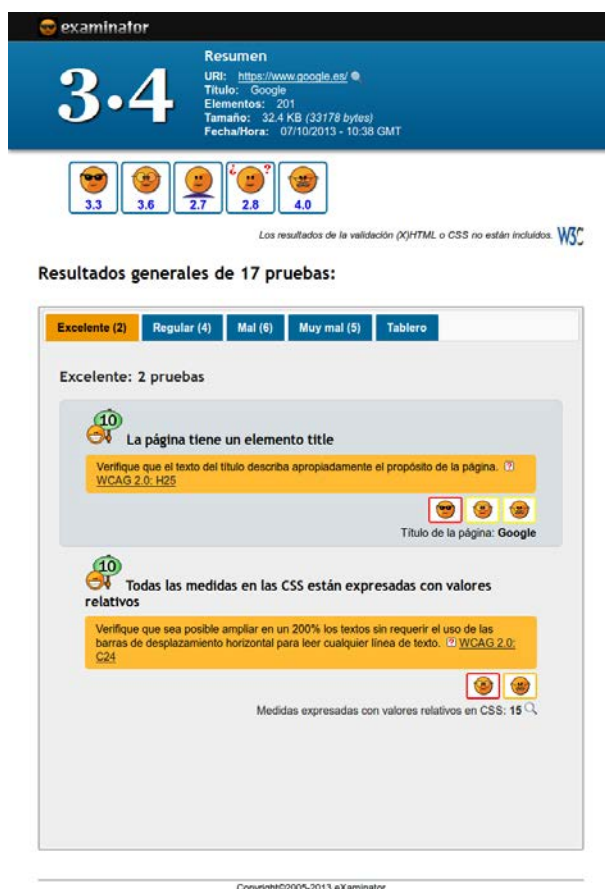 examinator
3.4
Resumen
URI: https://www.google.es/
Título: Google
Elementos: 201
Tamaño: 32.4 KB (33178 bytes)
Fecha/Hora: 07/10/2013 - 10:38 GMT
3.3 3.6 2.7 ¿ ? 2.8 4.0
Los resultados de la validación (X)HTML o CSS no están incluidos. W3C
Resultados generales de 17 pruebas:
Excelente (2) Regular (4) Mal (6) Muy mal (5) Tablero
Excelente: 2 pruebas
10
La página tiene un elemento title
Verifique que el texto del título describa apropiadamente el propósito de la página. ?
WCAG 2.0: H25
Título de la página: Google
10
Todas las medidas en las CSS están expresadas con valores
relativos
Verifique que sea posible ampliar en un 200% los textos sin requerir el uso de las
barras de desplazamiento horizontal para leer cualquier línea de texto. ? WCAG 2.0:
C24
Medidas expresadas con valores relativos en CSS: 15
Copyright©2005-2013 eXaminator